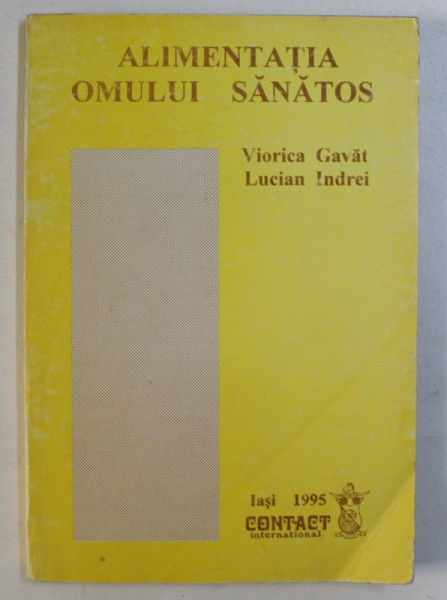 ALIMENTAȚIA
OMULUI SĂNĂTOS
Viorica Gavăt
Lucian Indrei
Iași 1995
CONTACT
international